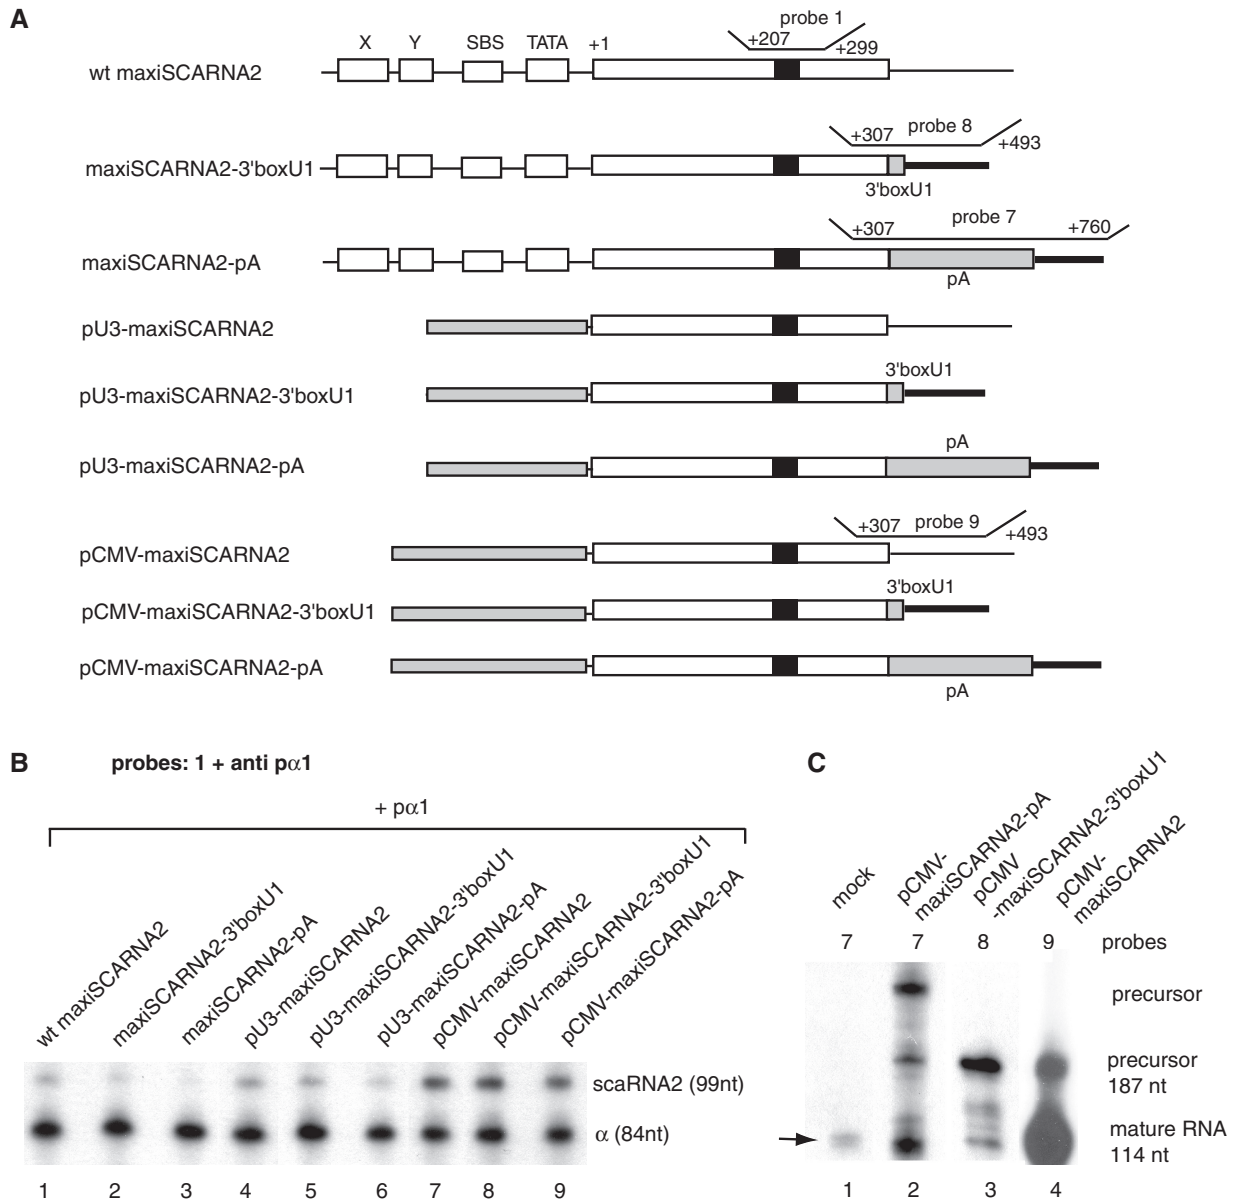 A
probe 1
X Y SBS TATA +1 +207 +299
wt maxiSCARNA2
+307 probe 8 +493
maxiSCARNA2-3'boxU1
3'boxU1
probe 7
+307 +760
maxiSCARNA2-pA
pA
pU3-maxiSCARNA2
3'boxU1
pU3-maxiSCARNA2-3'boxU1
pA
pU3-maxiSCARNA2-pA
+307 probe 9 +493
pCMV-maxiSCARNA2
3'boxU1
pCMV-maxiSCARNA2-3'boxU1
pCMV-maxiSCARNA2-pA
pA
B
probes: 1 + anti pα1
+ pα1
wt maxiSCARNA2
maxiSCARNA2-3'boxU1
maxiSCARNA2-pA
pU3-maxiSCARNA2
pU3-maxiSCARNA2-3'boxU1
pU3-maxiSCARNA2-pA
pCMV-maxiSCARNA2
pCMV-maxiSCARNA2-3'boxU1
pCMV-maxiSCARNA2-pA
scaRNA2 (99nt)
α (84nt)
1 2 3 4 5 6 7 8 9
C
mock
pCMV-
maxiSCARNA2-pA
pCMV
-maxiSCARNA2-3'boxU1
pCMV-
maxiSCARNA2
7 7 8 9 probes
precursor
precursor
187 nt
mature RNA
114 nt
1 2 3 4